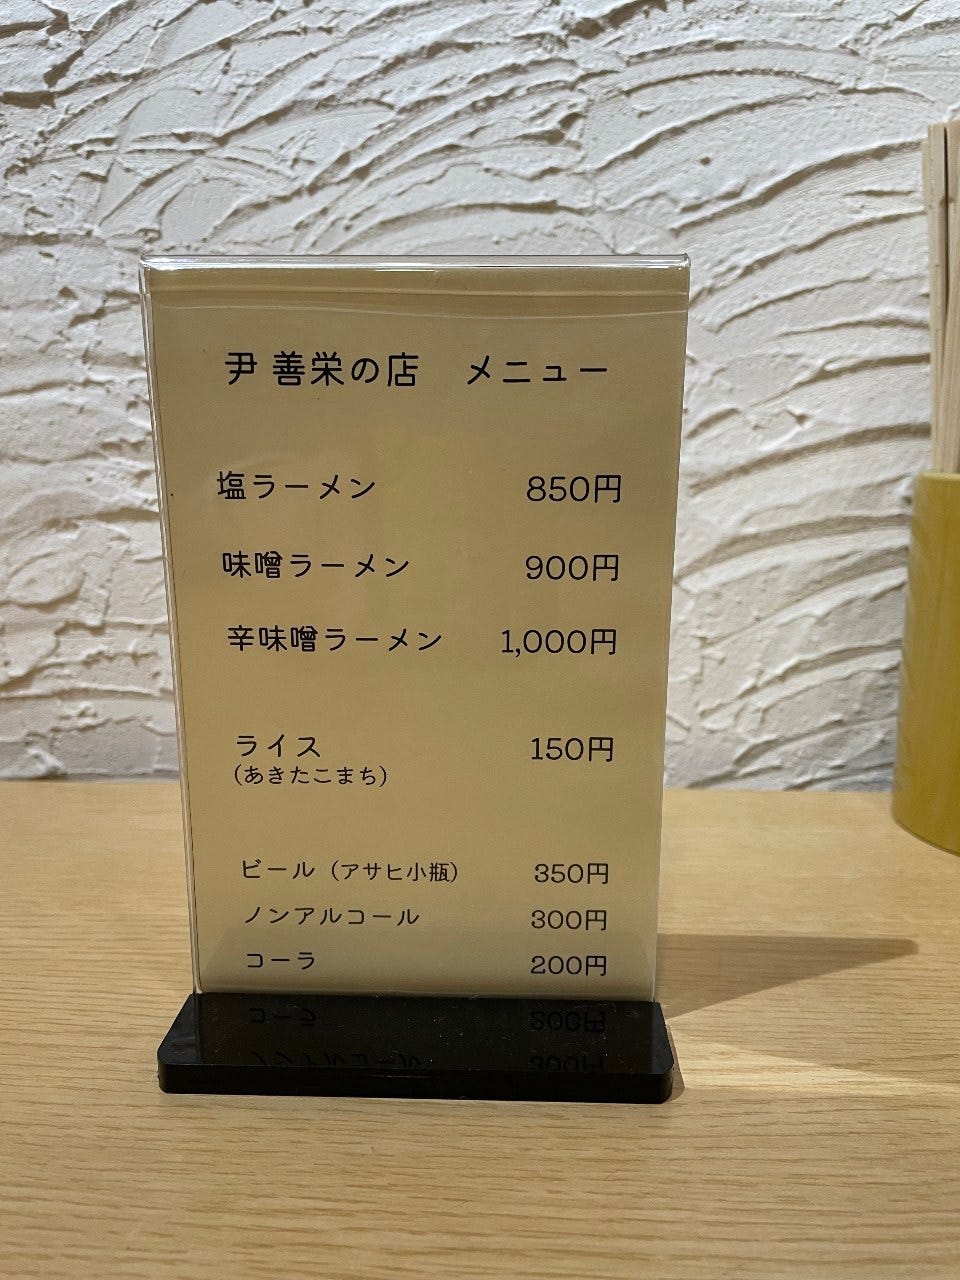 尹 善栄の店　メニュー
塩ラーメン　850円
味噌ラーメン　900円
辛味噌ラーメン　1,000円
ライス　150円
(あきたこまち)
ビール（アサヒ小瓶）　350円
ノンアルコール　300円
コーラ　200円